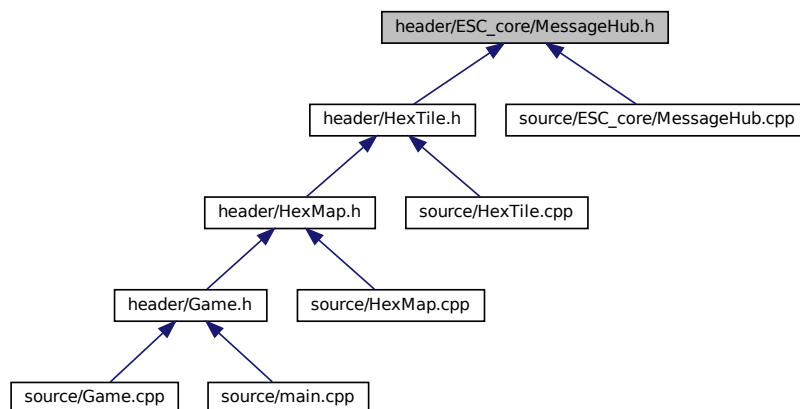 header/ESC_core/MessageHub.h
header/HexTile.h
source/ESC_core/MessageHub.cpp
header/HexMap.h
source/HexTile.cpp
header/Game.h
source/HexMap.cpp
source/Game.cpp
source/main.cpp